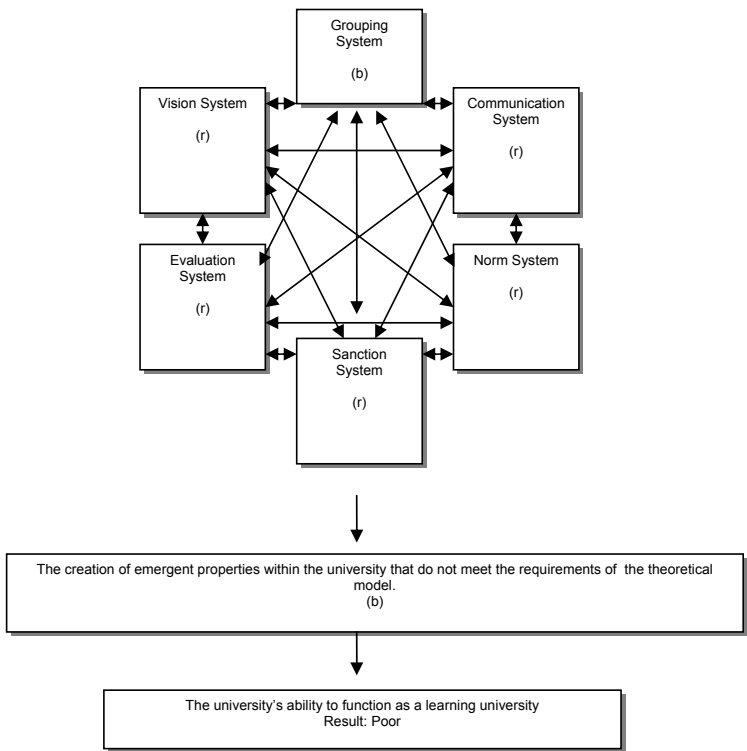 Grouping
System
(b)
Vision System
(r)
Communication
System
(r)
Evaluation
System
(r)
Norm System
(r)
Sanction
System
(r)
The creation of emergent properties within the university that do not meet the requirements of the theoretical
model.
(b)
The university's ability to function as a learning university
Result: Poor